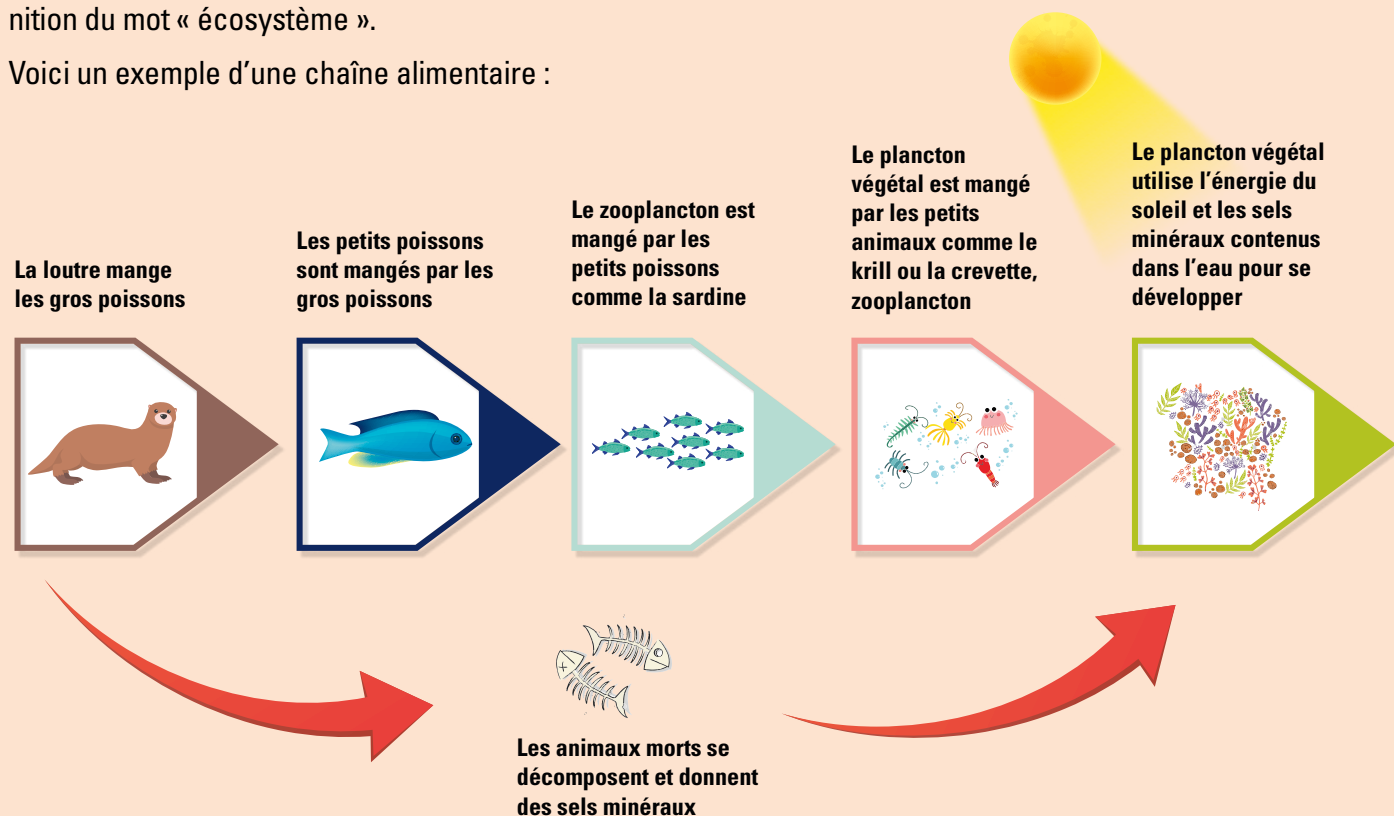 nition du mot « écosystème ».
Voici un exemple d’une chaîne alimentaire :
La loutre mange
les gros poissons
Les petits poissons
sont mangés par les
gros poissons
Le zooplancton est
mangé par les
petits poissons
comme la sardine
Le plancton
végétal est mangé
par les petits
animaux comme le
krill ou la crevette,
zooplancton
Le plancton végétal
utilise l’énergie du
soleil et les sels
minéraux contenus
dans l’eau pour se
développer
Les animaux morts se
décomposent et donnent
des sels minéraux